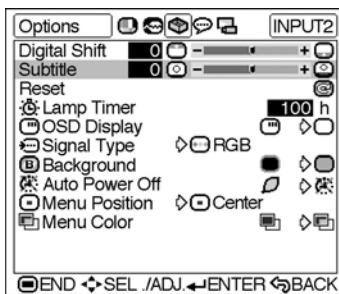 Options INPUT2
Digital Shift 0 - +
Subtitle 0 - +
Reset
Lamp Timer 100 h
OSD Display
Signal Type RGB
B Background
Auto Power Off
Menu Position Center
Menu Color
END SEL ./ADJ. ENTER BACK